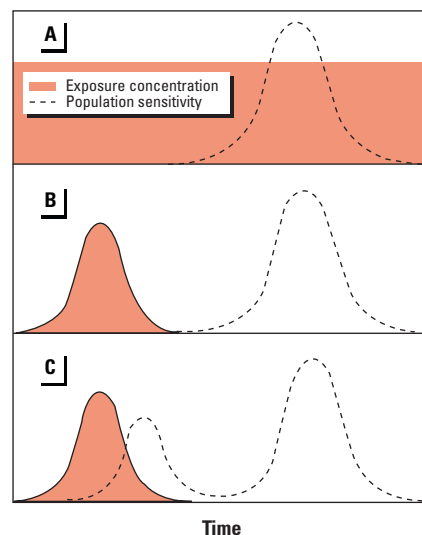 A
Exposure concentration
Population sensitivity
B
C
Time